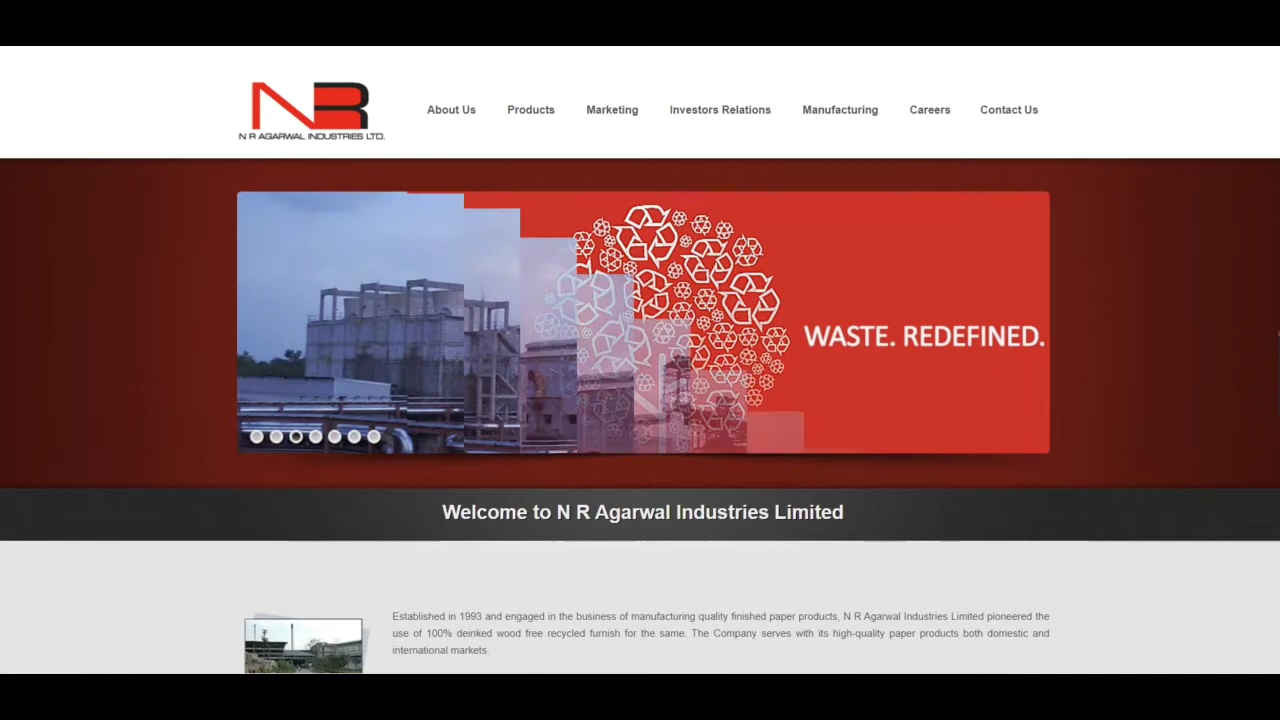 NR
N R AGARWAL INDUSTRIES LTD.
About Us Products Marketing Investors Relations Manufacturing Careers Contact Us
WASTE. REDEFINED.
Welcome to N R Agarwal Industries Limited
Established in 1993 and engaged in the business of manufacturing quality finished paper products, N R Agarwal Industries Limited pioneered the
use of 100% deinked wood free recycled furnish for the same. The Company serves with its high-quality paper products both domestic and
international markets.